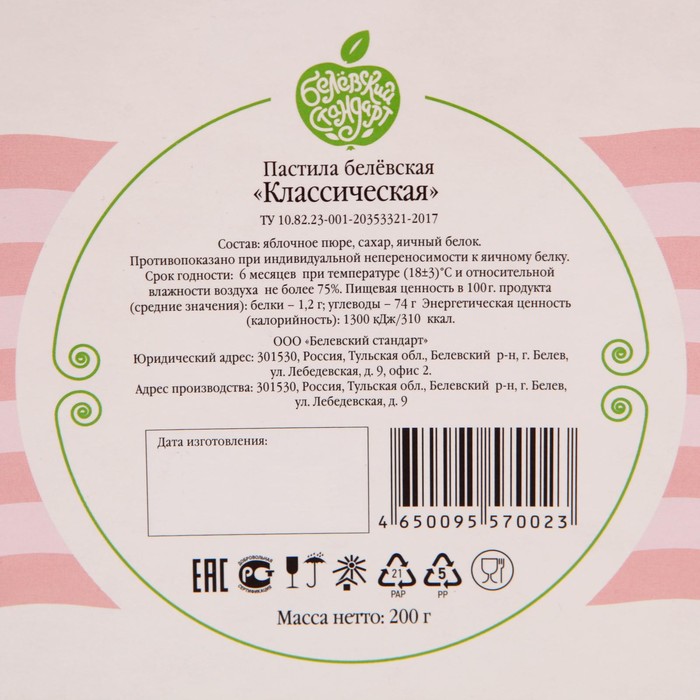 Белёвский
стандарт
Пастила белёвская
«Классическая»
ТУ 10.82.23-001-20353321-2017
Состав: яблочное пюре, сахар, яичный белок.
Противопоказано при индивидуальной непереносимости к яичному белку.
Срок годности: 6 месяцев при температуре (18±3)°С и относительной
влажности воздуха не более 75%. Пищевая ценность в 100 г. продукта
(средние значения): белки – 1,2 г; углеводы – 74 г Энергетическая ценность
(калорийность): 1300 кДж/310 ккал.
ООО «Белевский стандарт»
Юридический адрес: 301530, Россия, Тульская обл., Белевский р-н, г. Белев,
ул. Лебедевская, д. 9, офис 2.
Адрес производства: 301530, Россия, Тульская обл., Белевский р-н, г. Белев,
ул. Лебедевская, д. 9
Дата изготовления:
4 650095 570023
ЕАС
ДОБРОВОЛЬНАЯ
РСТ
СЕРТИФИКАЦИЯ
21
PAP
5
PP
Масса нетто: 200 г